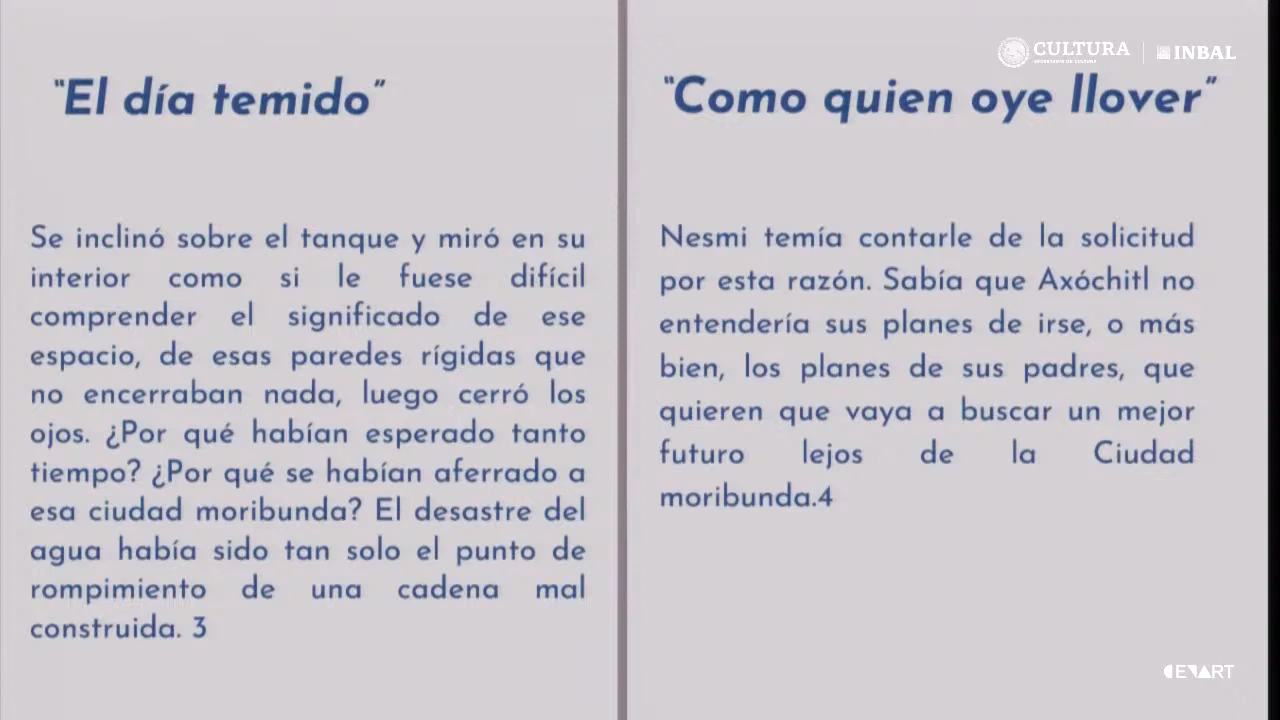 CULTURA
SECRETARÍA DE CULTURA
INBAL
"El día temido"
Se inclinó sobre el tanque y miró en su
interior como si le fuese difícil
comprender el significado de ese
espacio, de esas paredes rígidas que
no encerraban nada, luego cerró los
ojos. ¿Por qué habían esperado tanto
tiempo? ¿Por qué se habían aferrado a
esa ciudad moribunda? El desastre del
agua había sido tan solo el punto de
rompimiento de una cadena mal
construida. 3
"Como quien oye llover"
Nesmi temía contarle de la solicitud
por esta razón. Sabía que Axóchitl no
entendería sus planes de irse, o más
bien, los planes de sus padres, que
quieren que vaya a buscar un mejor
futuro lejos de la Ciudad
moribunda.4
CENART